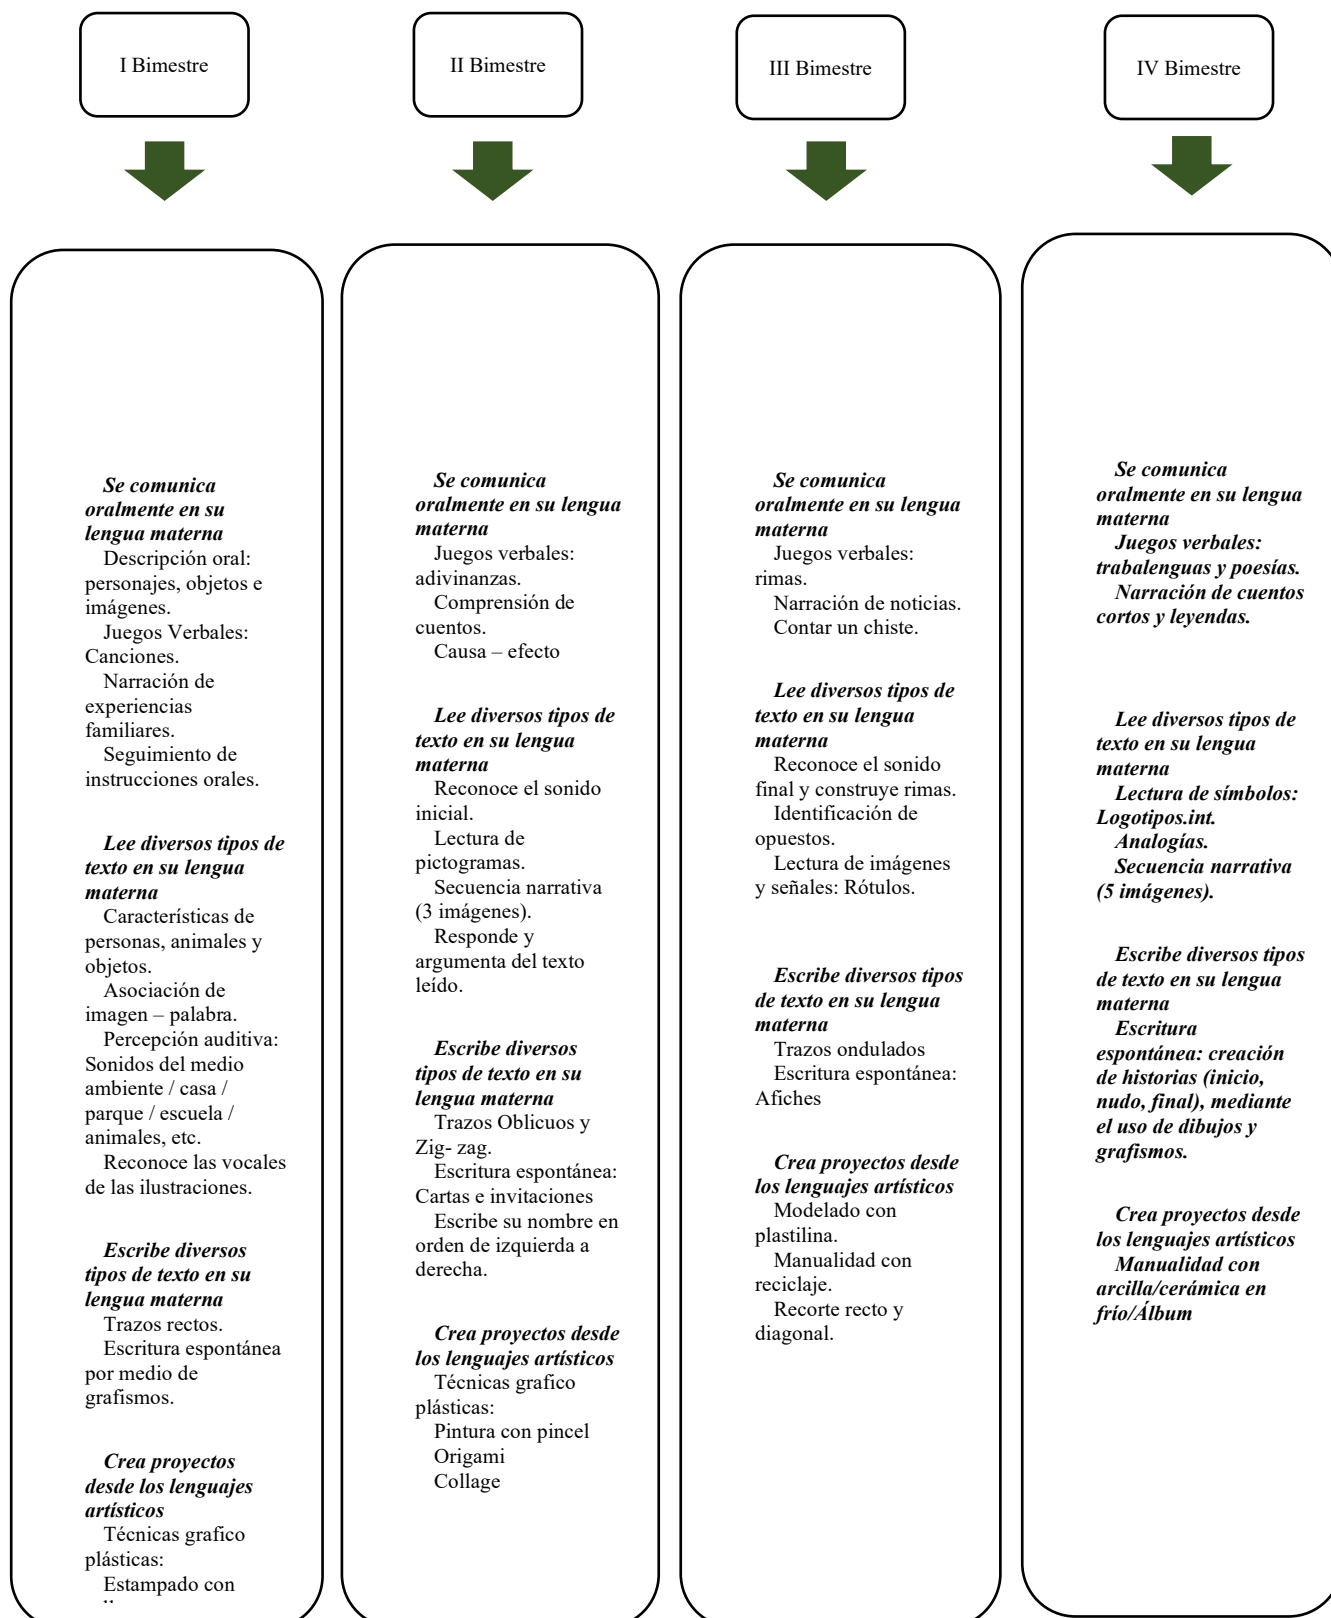 I Bimestre
II Bimestre
III Bimestre
IV Bimestre
Se comunica
oralmente en su
lengua materna
Descripción oral:
personajes, objetos e
imágenes.
Juegos Verbales:
Canciones.
Narración de
experiencias
familiares.
Seguimiento de
instrucciones orales.
Lee diversos tipos de
texto en su lengua
materna
Características de
personas, animales y
objetos.
Asociación de
imagen – palabra.
Percepción auditiva:
Sonidos del medio
ambiente / casa /
parque / escuela /
animales, etc.
Reconoce las vocales
de las ilustraciones.
Escribe diversos
tipos de texto en su
lengua materna
Trazos rectos.
Escritura espontánea
por medio de
grafismos.
Crea proyectos
desde los lenguajes
artísticos
Técnicas grafico
plásticas:
Estampado con
Se comunica
oralmente en su lengua
materna
Juegos verbales:
adivinanzas.
Comprensión de
cuentos.
Causa – efecto
Lee diversos tipos de
texto en su lengua
materna
Reconoce el sonido
inicial.
Lectura de
pictogramas.
Secuencia narrativa
(3 imágenes).
Responde y
argumenta del texto
leído.
Escribe diversos
tipos de texto en su
lengua materna
Trazos Oblicuos y
Zig- zag.
Escritura espontánea:
Cartas e invitaciones
Escribe su nombre en
orden de izquierda a
derecha.
Crea proyectos desde
los lenguajes artísticos
Técnicas grafico
plásticas:
Pintura con pincel
Origami
Collage
Se comunica
oralmente en su lengua
materna
Juegos verbales:
rimas.
Narración de noticias.
Contar un chiste.
Lee diversos tipos de
texto en su lengua
materna
Reconoce el sonido
final y construye rimas.
Identificación de
opuestos.
Lectura de imágenes
y señales: Rótulos.
Escribe diversos tipos
de texto en su lengua
materna
Trazos ondulados
Escritura espontánea:
Afiches
Crea proyectos desde
los lenguajes artísticos
Modelado con
plastilina.
Manualidad con
reciclaje.
Recorte recto y
diagonal.
Se comunica
oralmente en su lengua
materna
Juegos verbales:
trabalenguas y poesías.
Narración de cuentos
cortos y leyendas.
Lee diversos tipos de
texto en su lengua
materna
Lectura de símbolos:
Logotipos.int.
Analogías.
Secuencia narrativa
(5 imágenes).
Escribe diversos tipos
de texto en su lengua
materna
Escritura
espontánea: creación
de historias (inicio,
nudo, final), mediante
el uso de dibujos y
grafismos.
Crea proyectos desde
los lenguajes artísticos
Manualidad con
arcilla/cerámica en
frío/Álbum